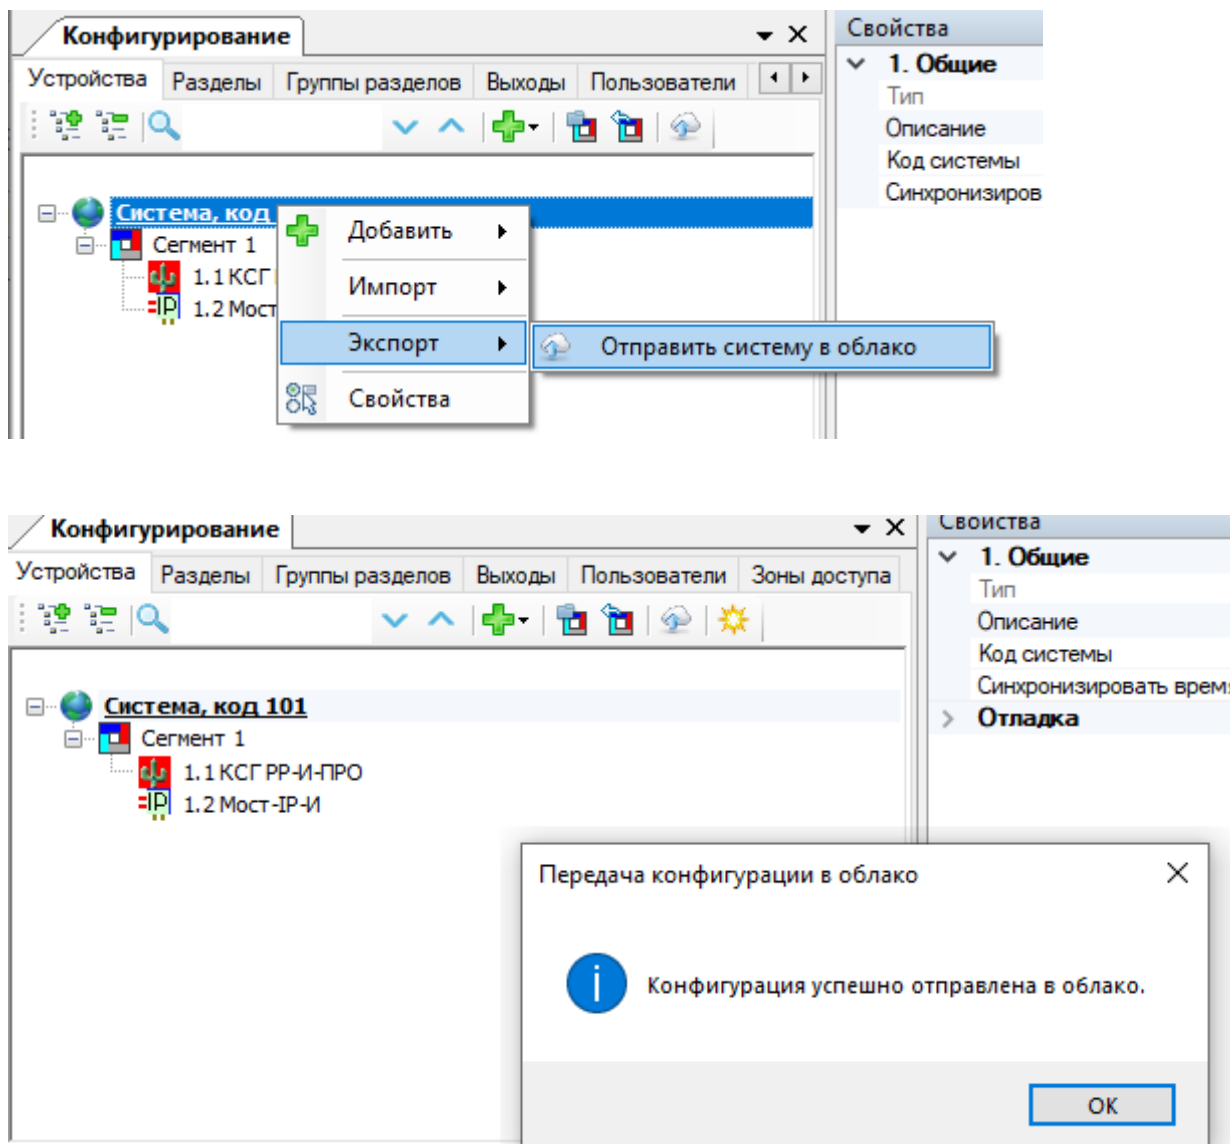 Конфигурирование
Свойства
Устройства Разделы Группы разделов Выходы Пользователи
1. Общие
Тип
Описание
Код системы
Синхронизиров
Система, код
Сегмент 1
1.1 КСГ
1.2 Мост
Добавить
Импорт
Экспорт
Свойства
Отправить систему в облако
Конфигурирование
Свойства
Устройства Разделы Группы разделов Выходы Пользователи Зоны доступа
1. Общие
Тип
Описание
Код системы
Синхронизировать время
Отладка
Система, код 101
Сегмент 1
1.1 КСГ РР-И-ПРО
1.2 Мост-IP-И
Передача конфигурации в облако
Конфигурация успешно отправлена в облако.
ОК